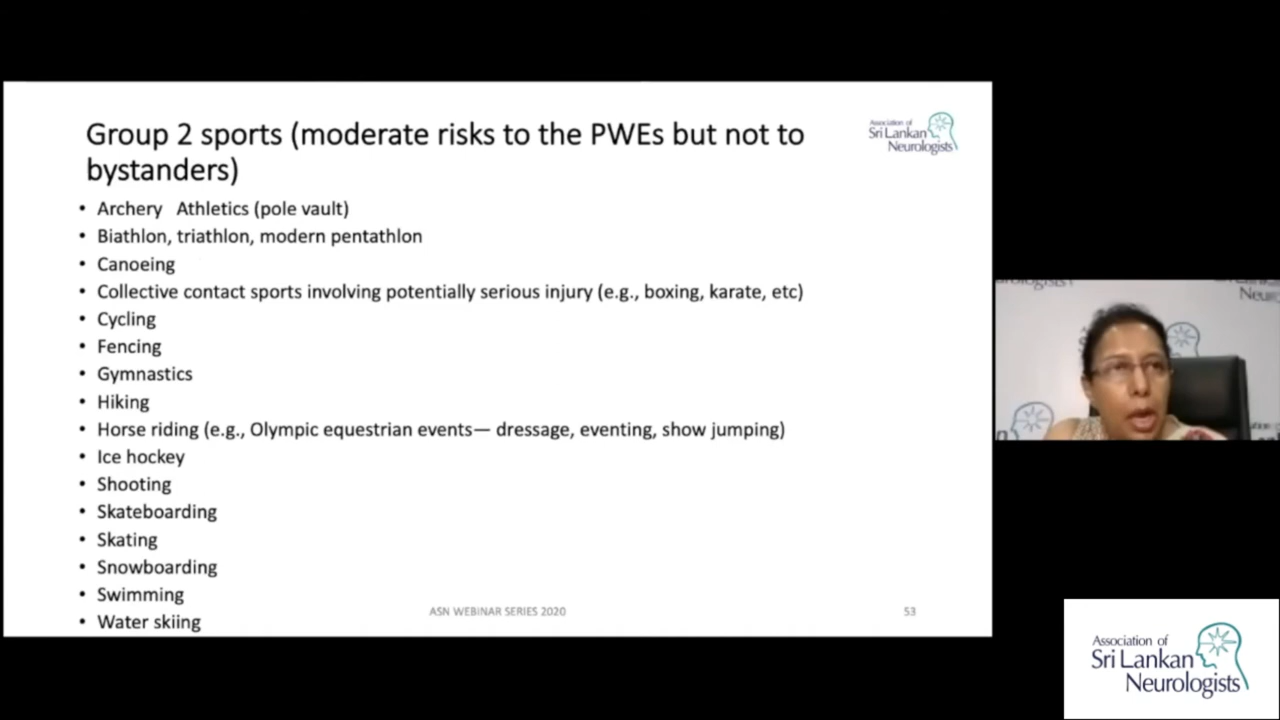 Group 2 sports (moderate risks to the PWEs but not to
bystanders)
Association of
Sri Lankan
Neurologists
• Archery Athletics (pole vault)
• Biathlon, triathlon, modern pentathlon
• Canoeing
• Collective contact sports involving potentially serious injury (e.g., boxing, karate, etc)
• Cycling
• Fencing
• Gymnastics
• Hiking
• Horse riding (e.g., Olympic equestrian events— dressage, eventing, show jumping)
• Ice hockey
• Shooting
• Skateboarding
• Skating
• Snowboarding
• Swimming
• Water skiing
ASN WEBINAR SERIES 2020
53
Association of
Sri Lankan
Neurologists